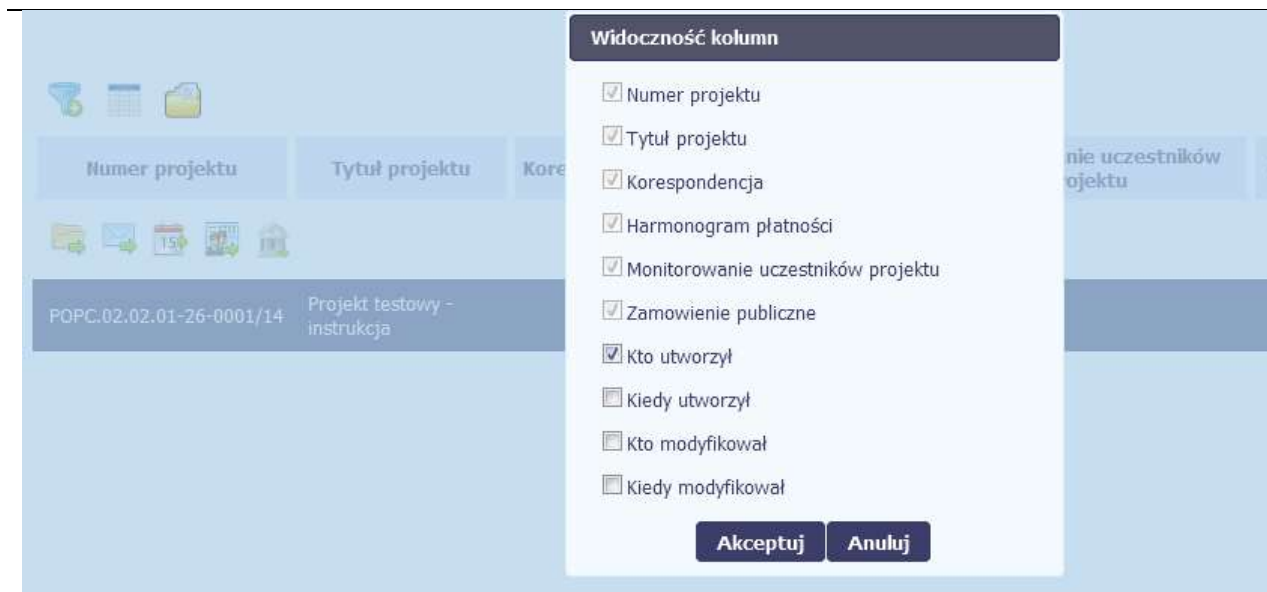 Widoczność kolumn
Numer projektu
Tytuł projektu
Korespondencja
Harmonogram płatności
Monitorowanie uczestników projektu
Zamowienie publiczne
Kto utworzył
Kiedy utworzył
Kto modyfikował
Kiedy modyfikował
Akceptuj Anuluj
Numer projektu Tytuł projektu Kore nie uczestników
ojektu
15
POPC.02.02.01-26-0001/14 Projekt testowy -
instrukcja